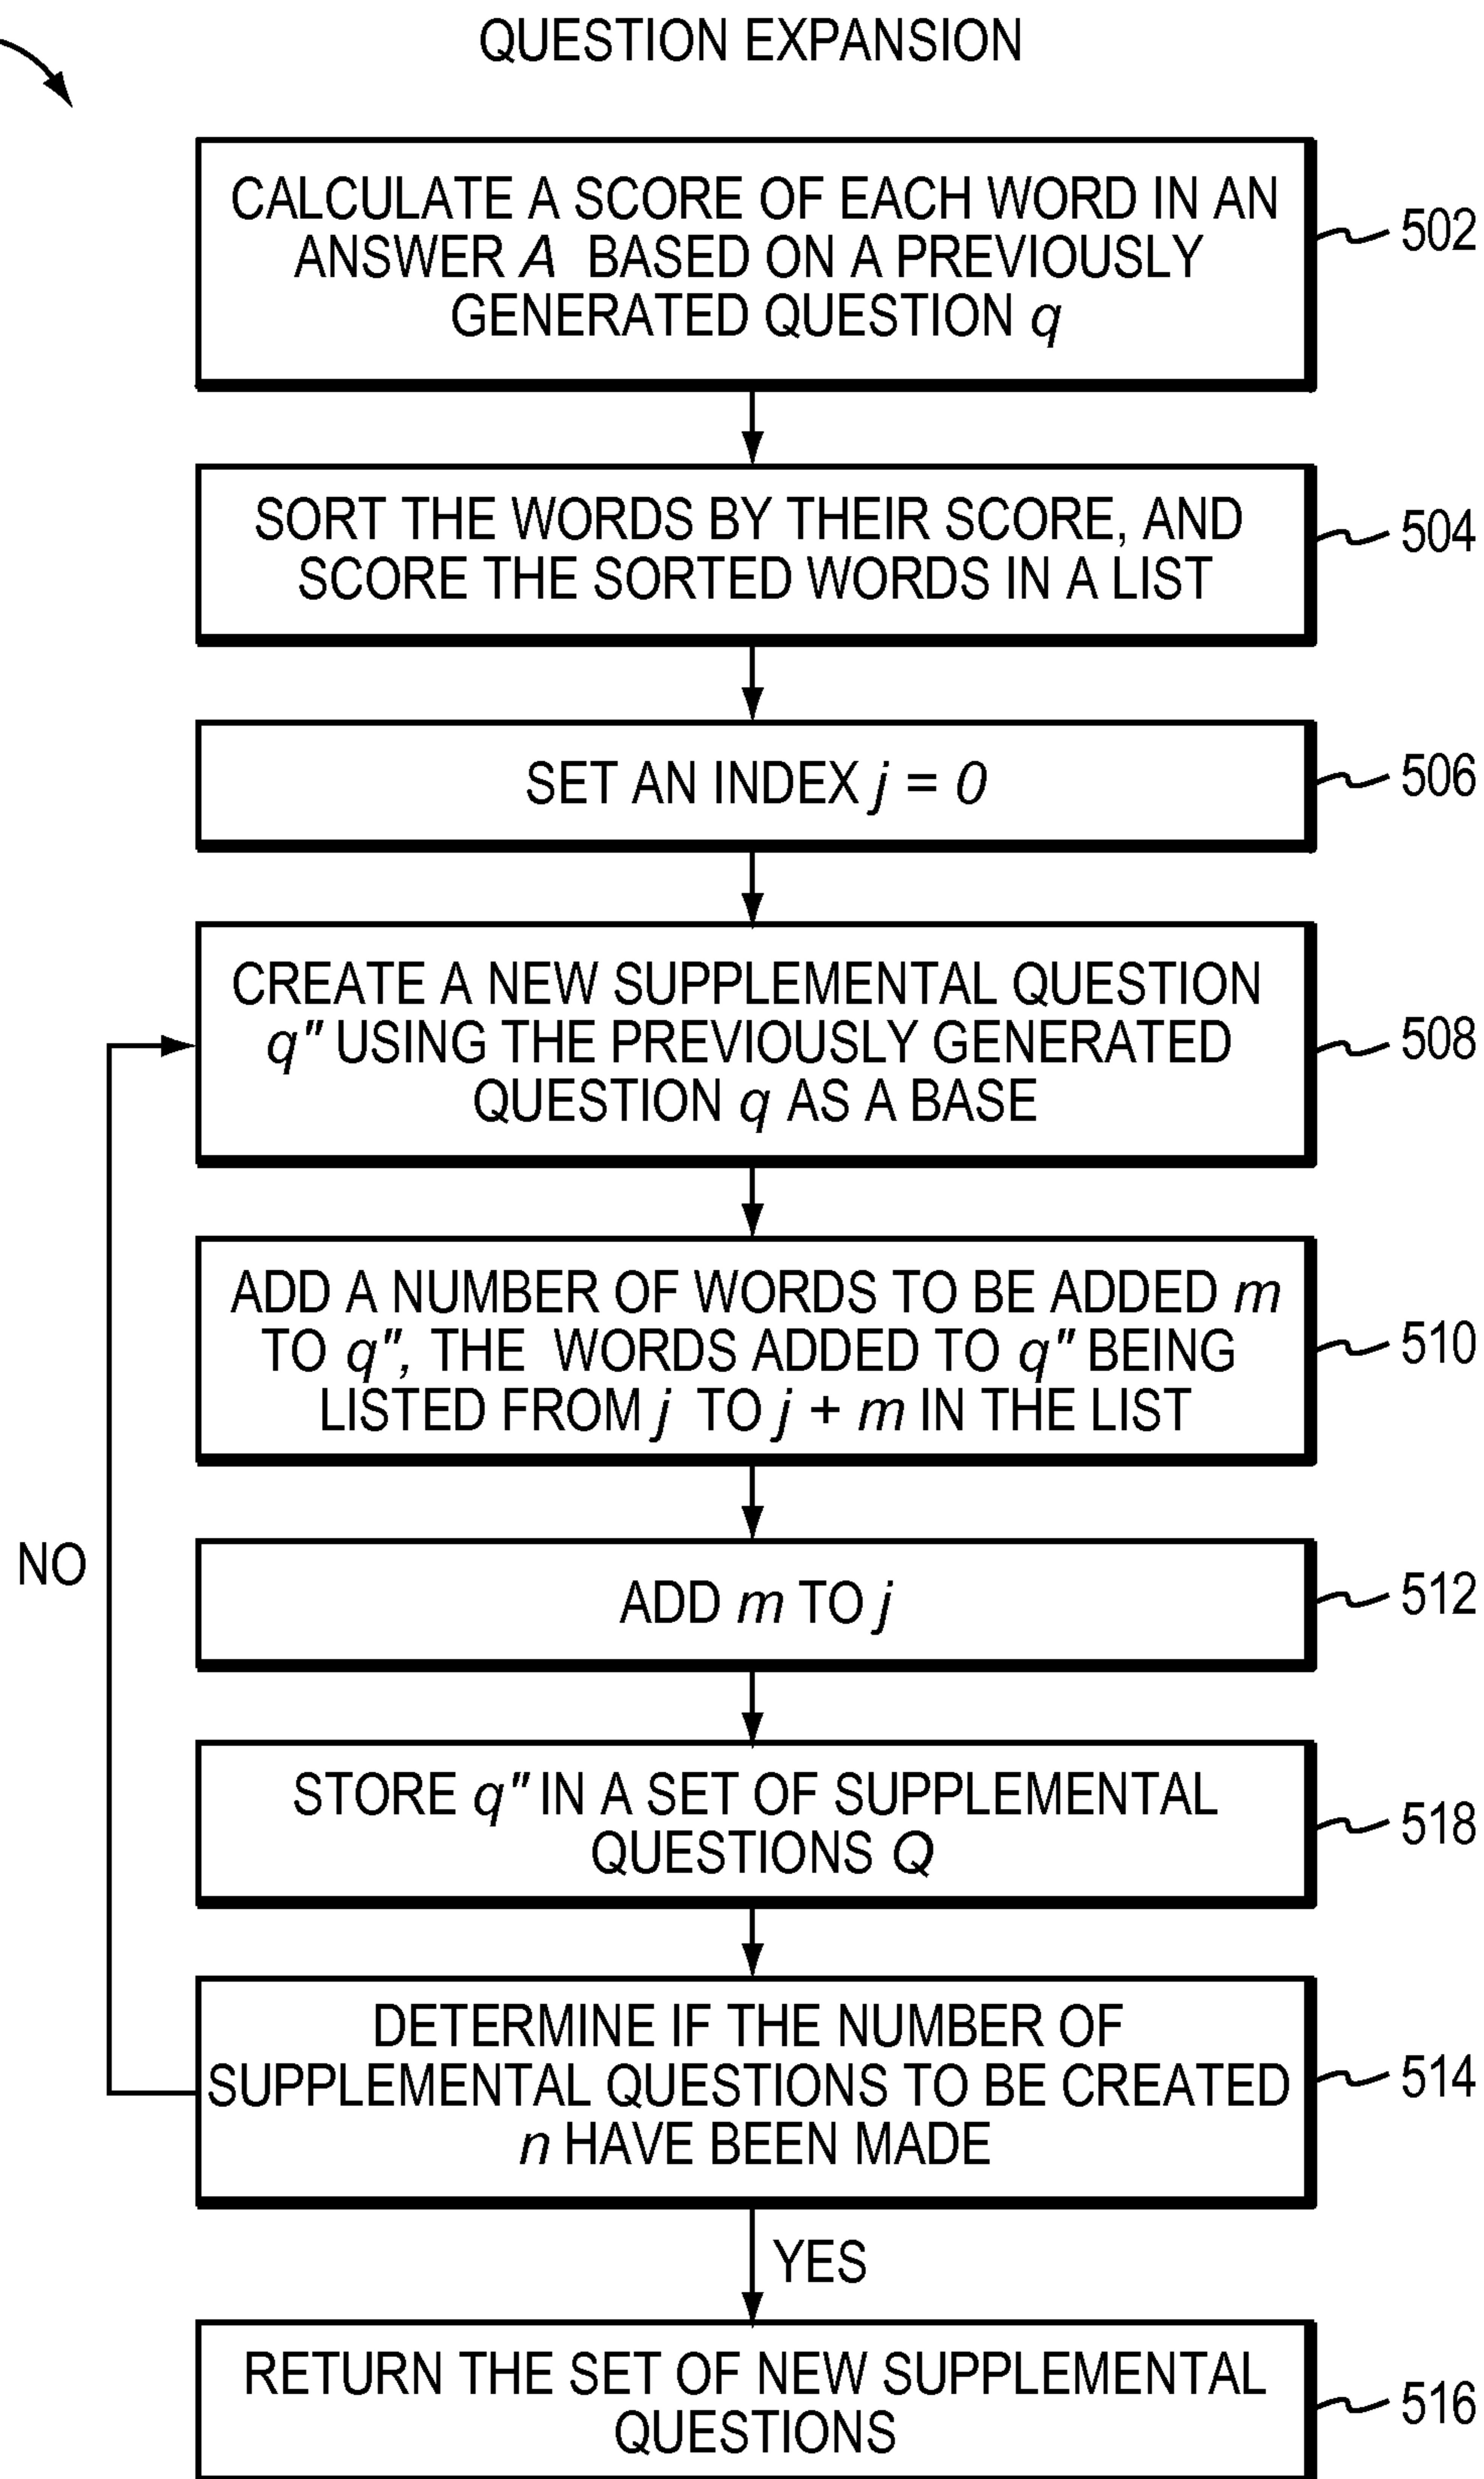 QUESTION EXPANSION
CALCULATE A SCORE OF EACH WORD IN AN
ANSWER A BASED ON A PREVIOUSLY
GENERATED QUESTION q
502
SORT THE WORDS BY THEIR SCORE, AND
SCORE THE SORTED WORDS IN A LIST
504
SET AN INDEX j = 0
506
CREATE A NEW SUPPLEMENTAL QUESTION
q" USING THE PREVIOUSLY GENERATED
QUESTION q AS A BASE
508
ADD A NUMBER OF WORDS TO BE ADDED m
TO q", THE WORDS ADDED TO q" BEING
LISTED FROM j TO j + m IN THE LIST
510
NO
ADD m TO j
512
STORE q" IN A SET OF SUPPLEMENTAL
QUESTIONS Q
518
DETERMINE IF THE NUMBER OF
SUPPLEMENTAL QUESTIONS TO BE CREATED
n HAVE BEEN MADE
514
YES
RETURN THE SET OF NEW SUPPLEMENTAL
QUESTIONS
516